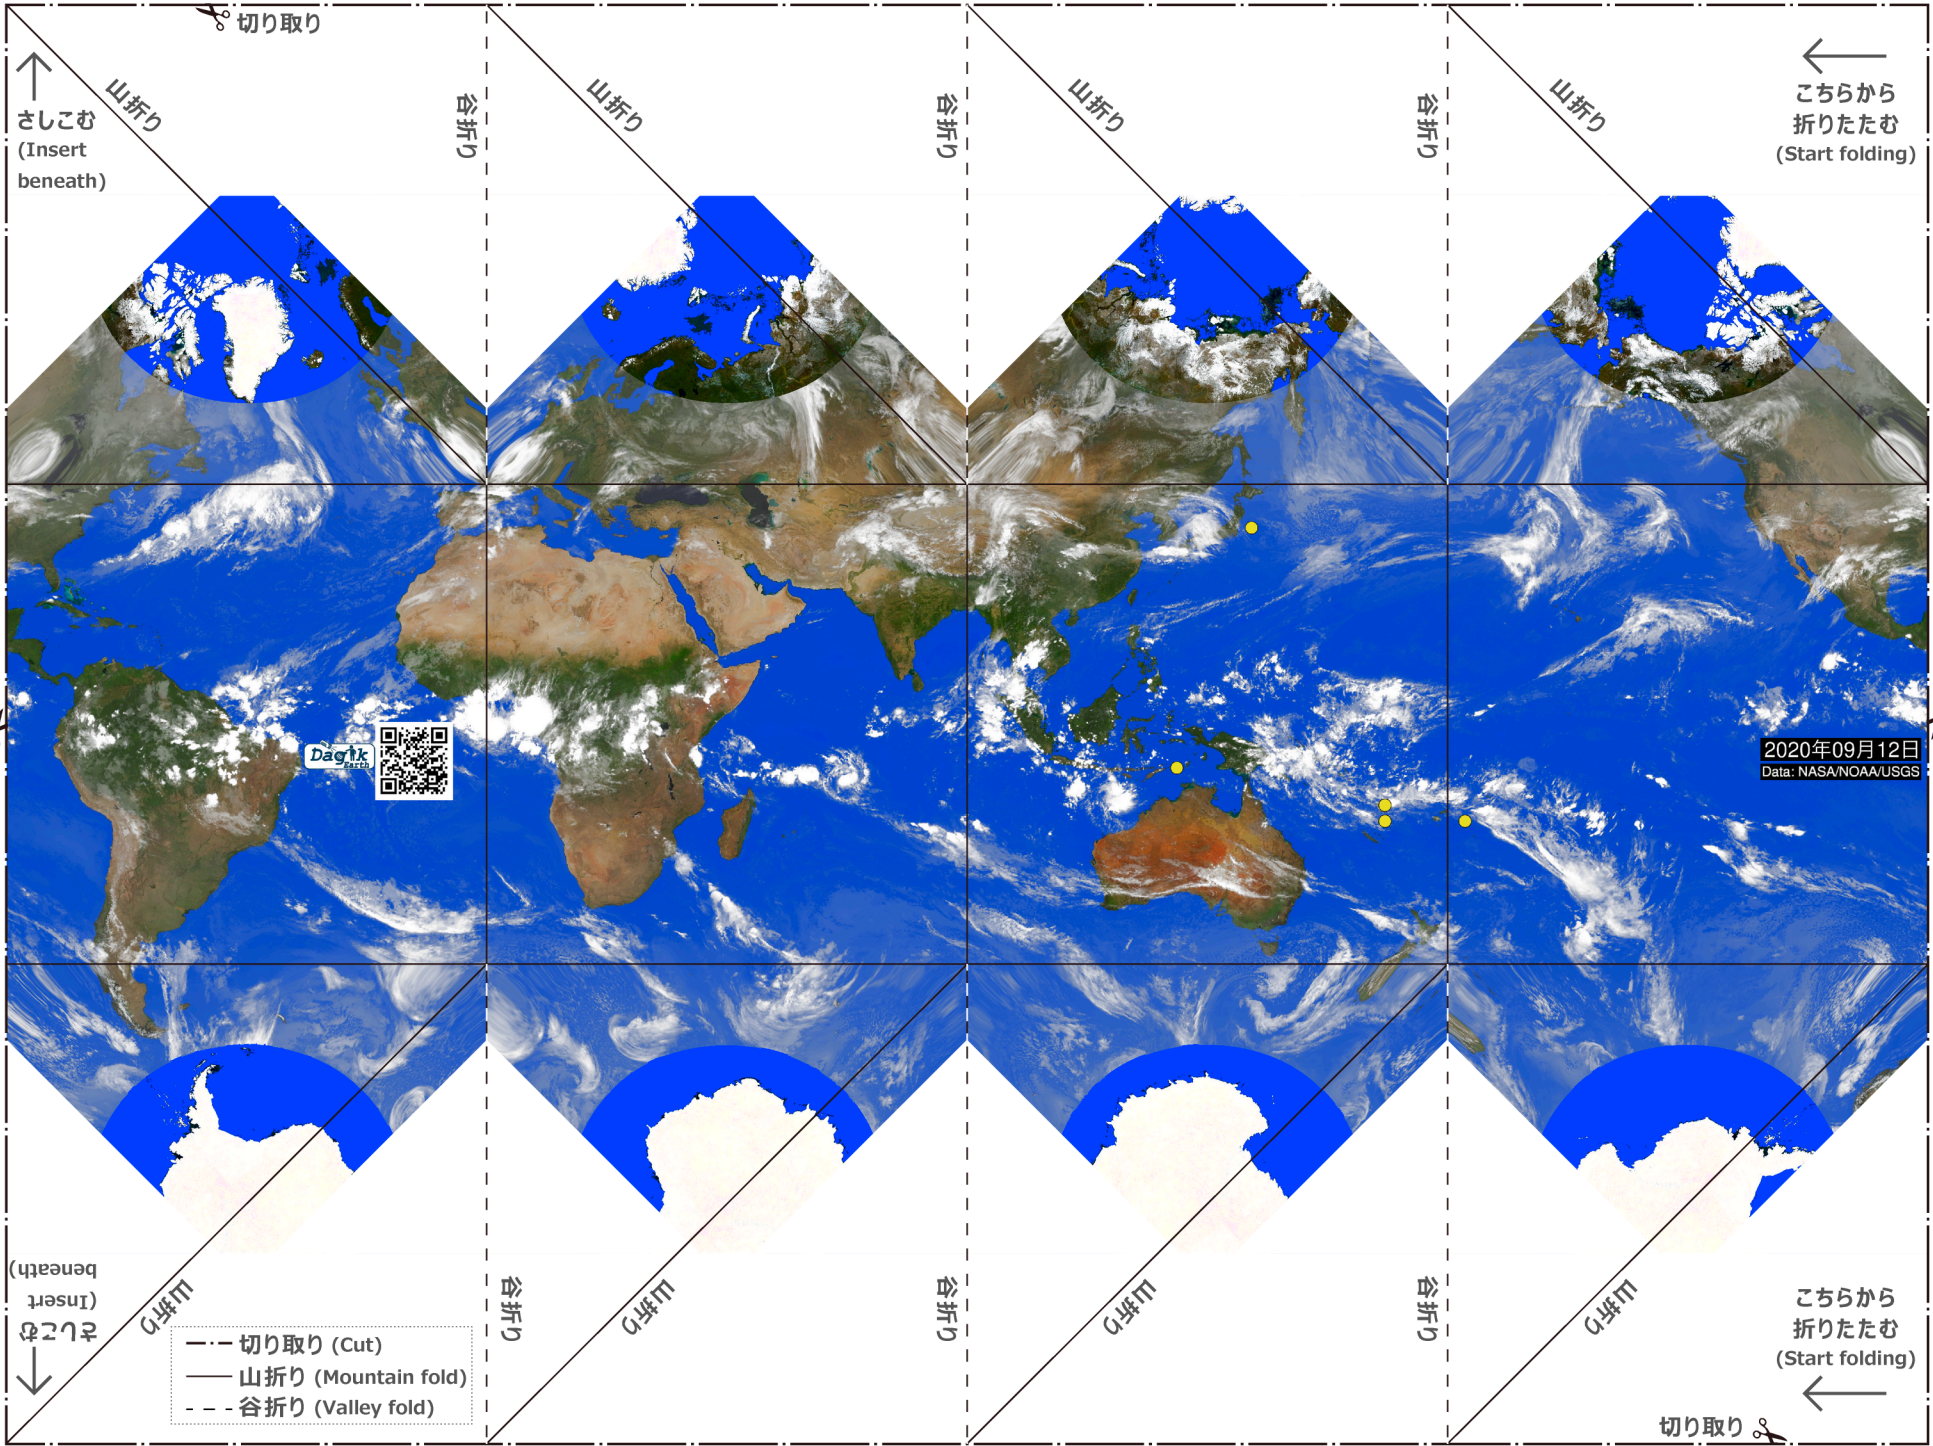 切り取り
山折り
谷折り
山折り
谷折り
山折り
谷折り
山折り
さしこむ
(Insert
beneath)
こちらから
折りたたむ
(Start folding)
Dagik
Earth
2020年09月12日
Data: NASA/NOAA/USGS
さしこむ
(Insert
beneath)
山折り
谷折り
山折り
谷折り
山折り
谷折り
山折り
こちらから
折りたたむ
(Start folding)
切り取り (Cut)
山折り (Mountain fold)
谷折り (Valley fold)
切り取り